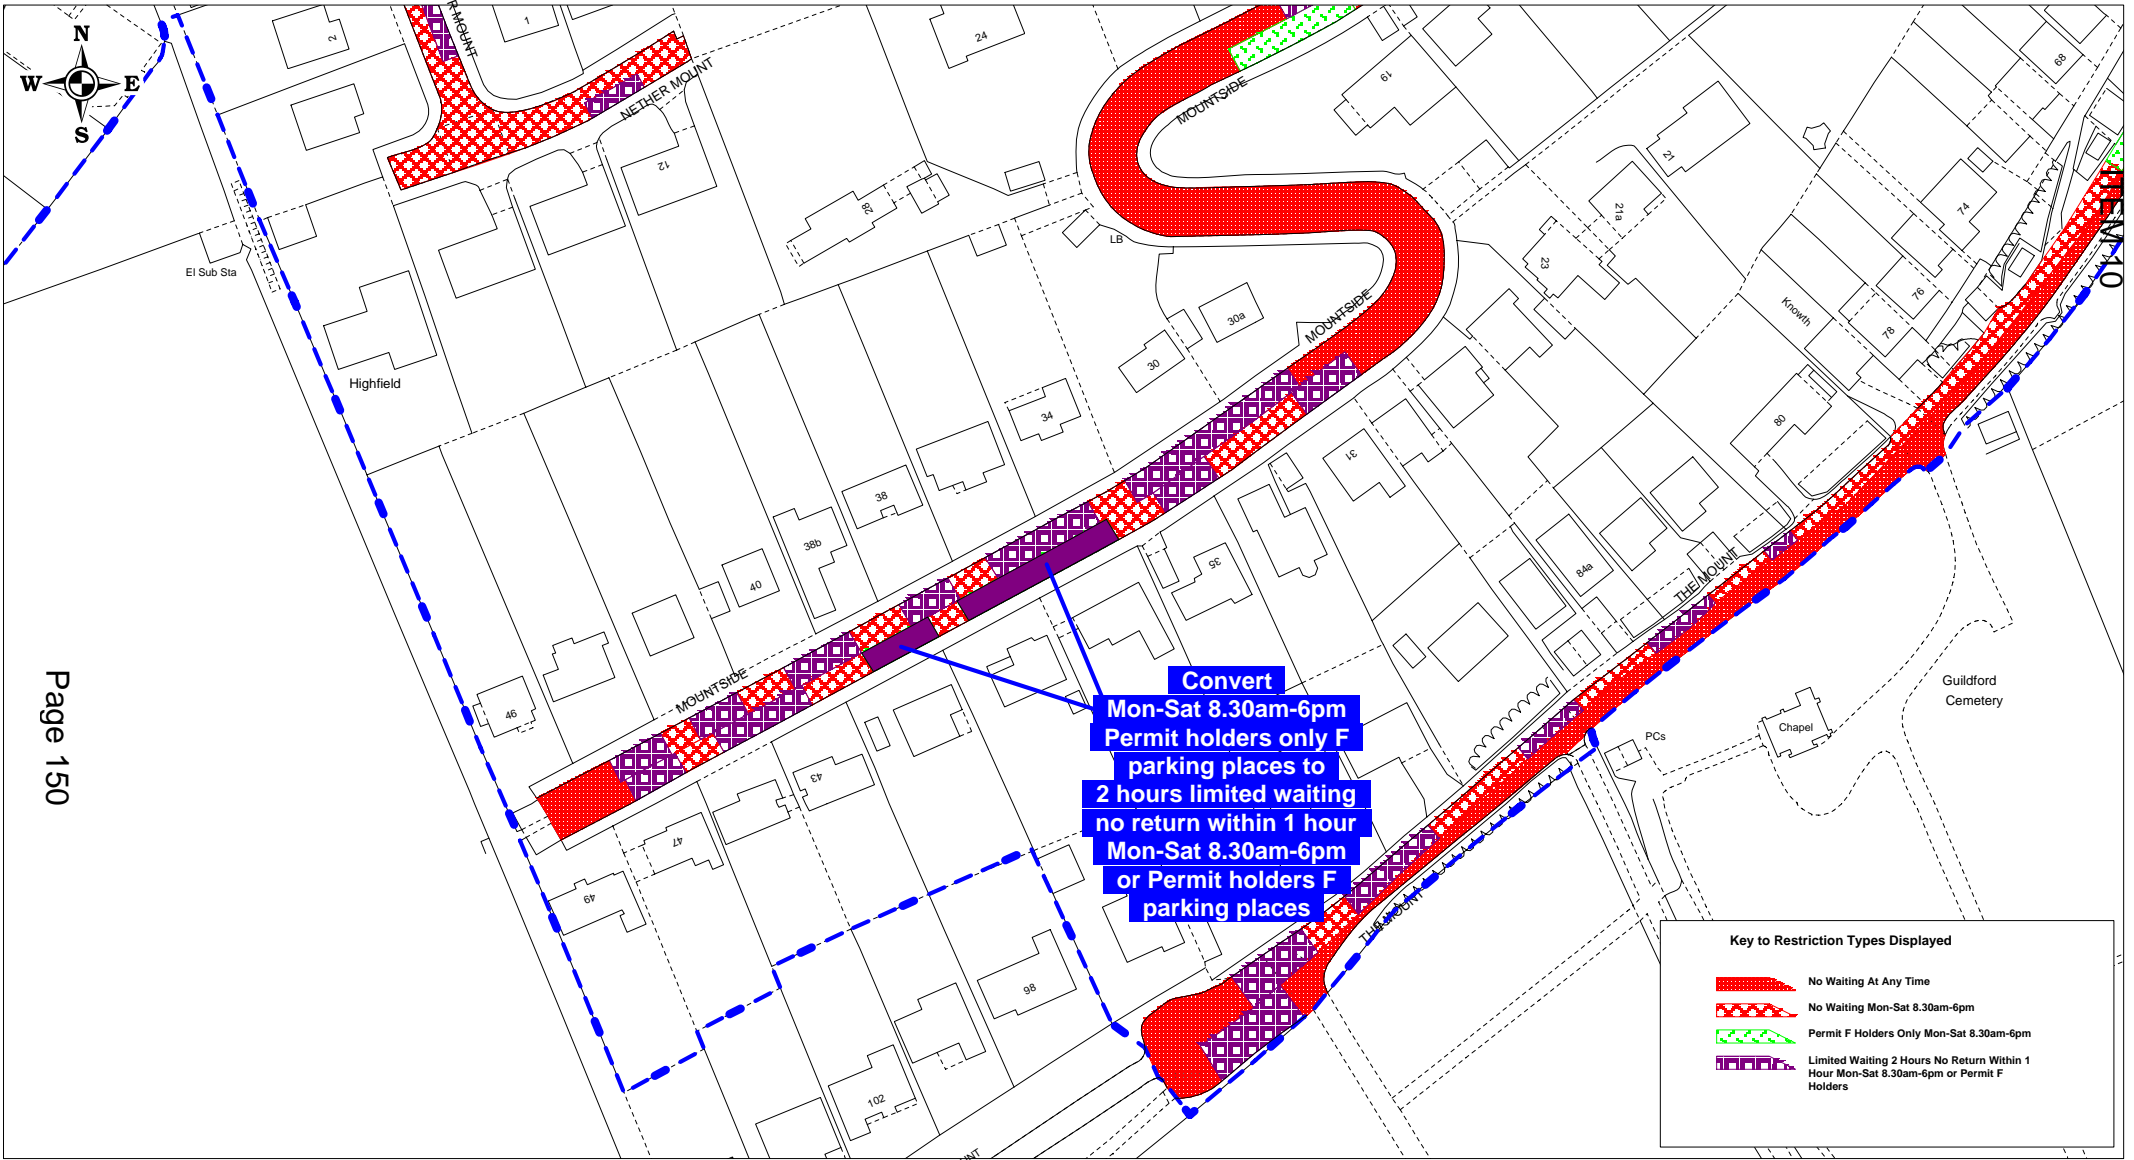 N
W
E
S
2
1
R MOUNT
NETHER MOUNT
12
24
28
LB
El Sub Sta
Highfield
MOUNTSIDE
19
21
21a
23
68
74
76
78
Knowth
80
ITEM 10
MOUNTSIDE
30a
30
34
38
38b
40
46
31
35
MOUNTSIDE
43
47
49
84a
THE MOUNT
98
102
Page 150
Convert
Mon-Sat 8.30am-6pm
Permit holders only F
parking places to
2 hours limited waiting
no return within 1 hour
Mon-Sat 8.30am-6pm
or Permit holders F
parking places
THE MOUNT
PCs
Chapel
Guildford
Cemetery
Key to Restriction Types Displayed
No Waiting At Any Time
No Waiting Mon-Sat 8.30am-6pm
Permit F Holders Only Mon-Sat 8.30am-6pm
Limited Waiting 2 Hours No Return Within 1
Hour Mon-Sat 8.30am-6pm or Permit F
Holders